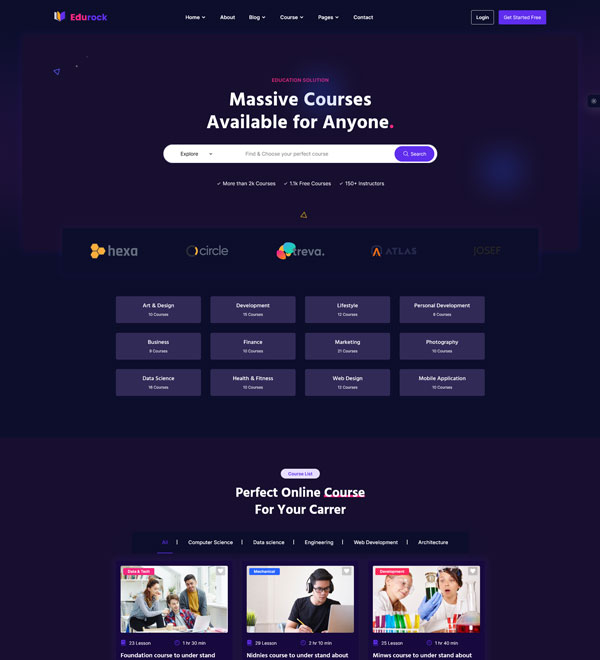 Edurock
Home About Blog Course Pages Contact
Login Get Started Free
EDUCATION SOLUTION
Massive Courses
Available for Anyone.
Explore Find & Choose your perfect course Search
More than 2k Courses 1.1k Free Courses 150+ Instructors
hexa circle treva. ATLAS JOSEF
Art & Design Development Lifestyle Personal Development
10 Courses 15 Courses 12 Courses 8 Courses
Business Finance Marketing Photography
9 Courses 10 Courses 21 Courses 10 Courses
Data Science Health & Fitness Web Design Mobile Application
16 Courses 10 Courses 12 Courses 10 Courses
Course List
Perfect Online Course
For Your Carrer
All | Computer Science | Data science | Engineering | Web Development | Architecture
Data & Tech Mechanical Development
23 Lesson 1 hr 30 min 29 Lesson 2 hr 10 min 25 Lesson 1 hr 40 min
Foundation course to under stand Nidnies course to under stand about Minws course to under stand about